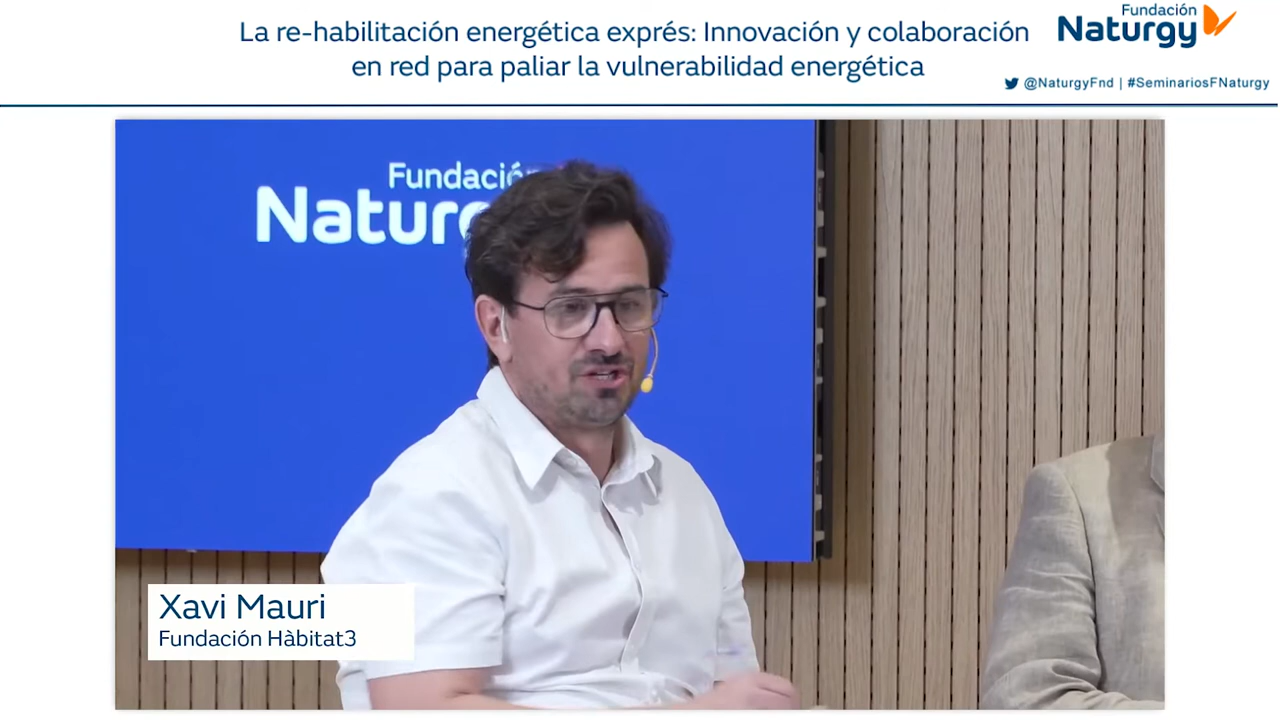 La re-habilitación energética exprés: Innovación y colaboración
en red para paliar la vulnerabilidad energética
Fundación
Naturgy
@NaturgyFnd | #SeminariosFNaturgy
Fundació
Natur
Xavi Mauri
Fundación Hàbitat3